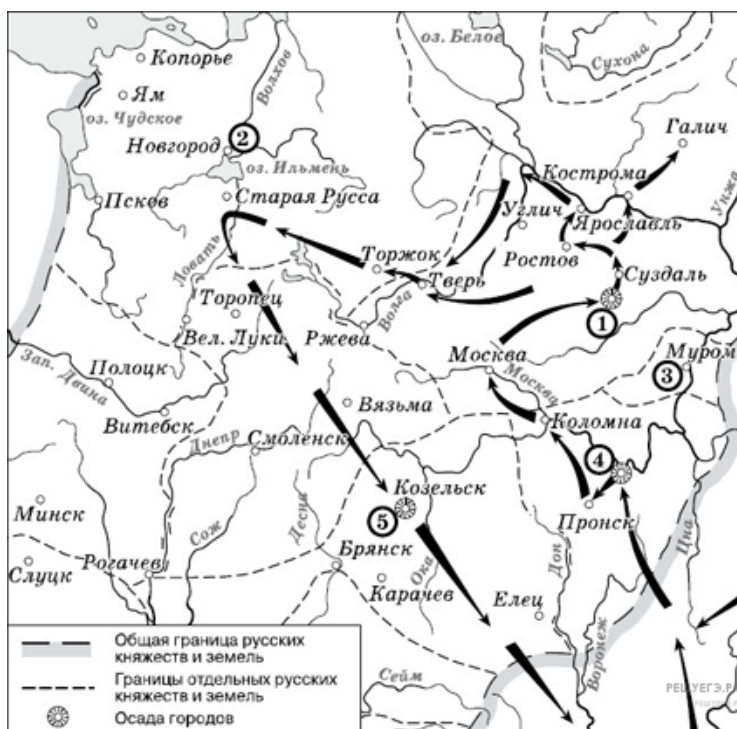 оз. Белое
Сухона
Копорье
Волхов
Ям
оз. Чудское
Галич
2
Новгород
оз. Ильмень
Кострома
Унжа
Псков
Старая Русса
Углич
Ярославль
Ловать
Торжок
Ростов
Тверь
Суздаль
Торопец
Волга
1
Вел. Луки
Ржева
Зап. Двина
Москва
Муром
3
Полоцк
Москва
Вязьма
Витебск
Коломна
Днепр
Смоленск
4
Козельск
5
Минск
Сож
Десна
Пронск
Цна
Слуцк
Рогачев
Брянск
Ока
Дон
Карачев
Елец
Воронеж
Сейм
Общая граница русских
княжеств и земель
Границы отдельных русских
княжеств и земель
Осада городов
РЕШУЕГЭ.РФ